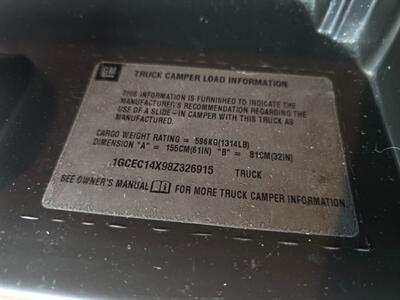 GM TRUCK CAMPER LOAD INFORMATION
THIS INFORMATION IS FURNISHED TO INDICATE THE
MANUFACTURER'S RECOMMENDATION REGARDING THE
USE OF A SLIDE-IN CAMPER WITH THIS TRUCK AS
MANUFACTURED.
CARGO WEIGHT RATING = 596KG(1314LB)
DIMENSION "A" = 155CM(61IN) "B" = 81CM(32IN)
1GCEC14X98Z326915 TRUCK
SEE OWNER'S MANUAL FOR MORE TRUCK CAMPER INFORMATION